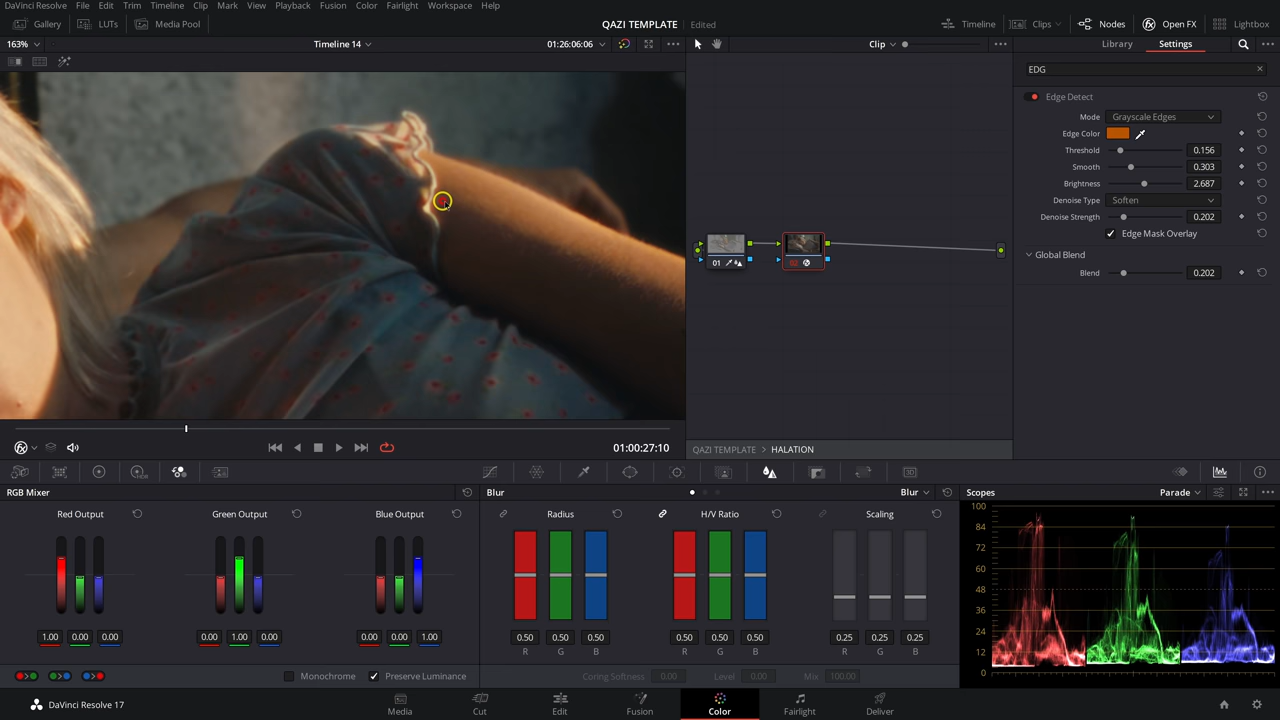 DaVinci Resolve File Edit Trim Timeline Clip Mark View Playback Fusion Color Fairlight Workspace Help
Gallery LUTs Media Pool QAZI TEMPLATE Edited Timeline Clips Nodes Open FX Lightbox
163% Timeline 14 01:26:06:06 Clip Library Settings
EDG
Edge Detect
Mode Grayscale Edges
Edge Color
Threshold 0.156
Smooth 0.303
Brightness 2.687
Denoise Type Soften
Denoise Strength 0.202
Edge Mask Overlay
Global Blend
Blend 0.202
01 02
01:00:27:10
QAZI TEMPLATE > HALATION
RGB Mixer Blur Blur Scopes Parade
Red Output Green Output Blue Output Radius H/V Ratio Scaling
1.00 0.00 0.00 0.00 1.00 0.00 0.00 0.00 1.00
0.50 0.50 0.50 0.50 0.50 0.50 0.25 0.25 0.25
R G B R G B R G B
Monochrome Preserve Luminance Coring Softness 0.00 Level 0.00 Mix 100.00
100
84
72
60
48
36
24
12
0
DaVinci Resolve 17 Media Cut Edit Fusion Color Fairlight Deliver